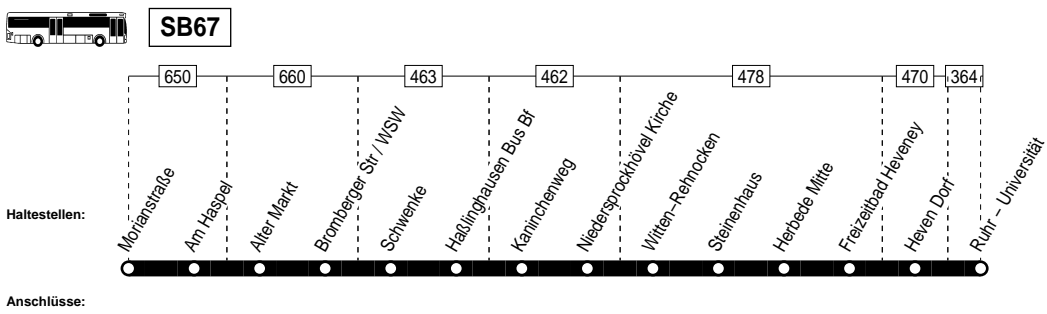 SB67
650 660 463 462 478 470 364
Haltestellen:
Morianstraße
Am Haspel
Alter Markt
Bromberger Str / WSW
Schwenke
Haßlinghausen Bus Bf
Kaninchenweg
Niedersprockhövel Kirche
Witten–Rehnocken
Steinenhaus
Herbede Mitte
Freizeitbad Heveney
Heven Dorf
Ruhr – Universität
Anschlüsse: